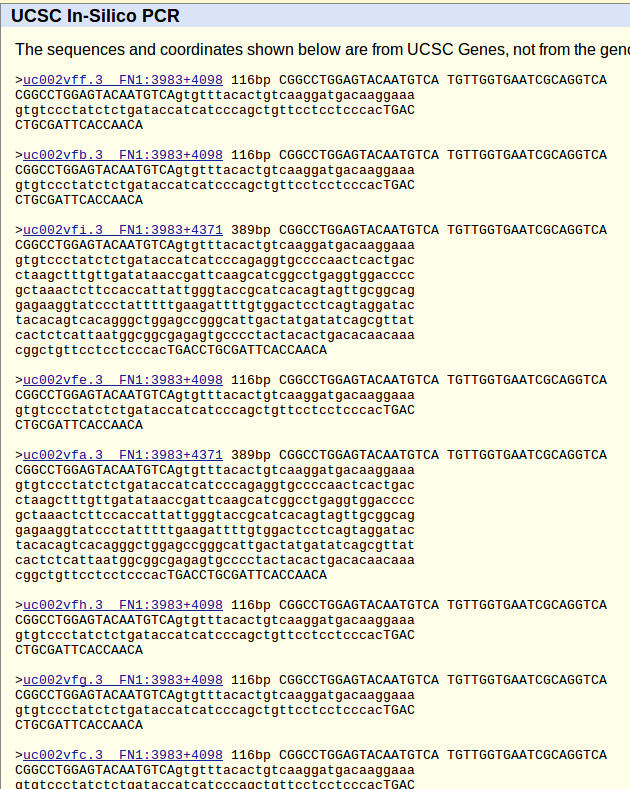 UCSC In-Silico PCR
The sequences and coordinates shown below are from UCSC Genes, not from the geno
>uc002vff.3__FN1:3983+4098 116bp CGGCCTGGAGTACAATGTCA TGTTGGTGAATCGCAGGTCA
CGGCCTGGAGTACAATGTCAgtgtttacactgtcaaggatgacaaggaaa
gtgtccctatctctgataccatcatcccagctgttcctcctcccacTGAC
CTGCGATTCACCAACA
>uc002vfb.3__FN1:3983+4098 116bp CGGCCTGGAGTACAATGTCA TGTTGGTGAATCGCAGGTCA
CGGCCTGGAGTACAATGTCAgtgtttacactgtcaaggatgacaaggaaa
gtgtccctatctctgataccatcatcccagctgttcctcctcccacTGAC
CTGCGATTCACCAACA
>uc002vfi.3__FN1:3983+4371 389bp CGGCCTGGAGTACAATGTCA TGTTGGTGAATCGCAGGTCA
CGGCCTGGAGTACAATGTCAgtgtttacactgtcaaggatgacaaggaaa
gtgtccctatctctgataccatcatcccagaggtgccccaactcactgac
ctaagctttgttgatataaccgattcaagcatcggcctgaggtggacccc
gctaaactcttccaccattattgggtaccgcatcacagtagttgcggcag
gagaaggtatccctatttttgaagattttgtggactcctcagtaggatac
tacacagtcacagggctggagccgggcattgactatgatatcagcgttat
cactctcattaatggcggcgagagtgcccctactacactgacacaacaaa
cggctgttcctcctcccacTGACCTGCGATTCACCAACA
>uc002vfe.3__FN1:3983+4098 116bp CGGCCTGGAGTACAATGTCA TGTTGGTGAATCGCAGGTCA
CGGCCTGGAGTACAATGTCAgtgtttacactgtcaaggatgacaaggaaa
gtgtccctatctctgataccatcatcccagctgttcctcctcccacTGAC
CTGCGATTCACCAACA
>uc002vfa.3__FN1:3983+4371 389bp CGGCCTGGAGTACAATGTCA TGTTGGTGAATCGCAGGTCA
CGGCCTGGAGTACAATGTCAgtgtttacactgtcaaggatgacaaggaaa
gtgtccctatctctgataccatcatcccagaggtgccccaactcactgac
ctaagctttgttgatataaccgattcaagcatcggcctgaggtggacccc
gctaaactcttccaccattattgggtaccgcatcacagtagttgcggcag
gagaaggtatccctatttttgaagattttgtggactcctcagtaggatac
tacacagtcacagggctggagccgggcattgactatgatatcagcgttat
cactctcattaatggcggcgagagtgcccctactacactgacacaacaaa
cggctgttcctcctcccacTGACCTGCGATTCACCAACA
>uc002vfh.3__FN1:3983+4098 116bp CGGCCTGGAGTACAATGTCA TGTTGGTGAATCGCAGGTCA
CGGCCTGGAGTACAATGTCAgtgtttacactgtcaaggatgacaaggaaa
gtgtccctatctctgataccatcatcccagctgttcctcctcccacTGAC
CTGCGATTCACCAACA
>uc002vfg.3__FN1:3983+4098 116bp CGGCCTGGAGTACAATGTCA TGTTGGTGAATCGCAGGTCA
CGGCCTGGAGTACAATGTCAgtgtttacactgtcaaggatgacaaggaaa
gtgtccctatctctgataccatcatcccagctgttcctcctcccacTGAC
CTGCGATTCACCAACA
>uc002vfc.3__FN1:3983+4098 116bp CGGCCTGGAGTACAATGTCA TGTTGGTGAATCGCAGGTCA
CGGCCTGGAGTACAATGTCAgtgtttacactgtcaaggatgacaaggaaa
gtgtccctatctctgataccatcatcccagctgttcctcctcccacTGAC